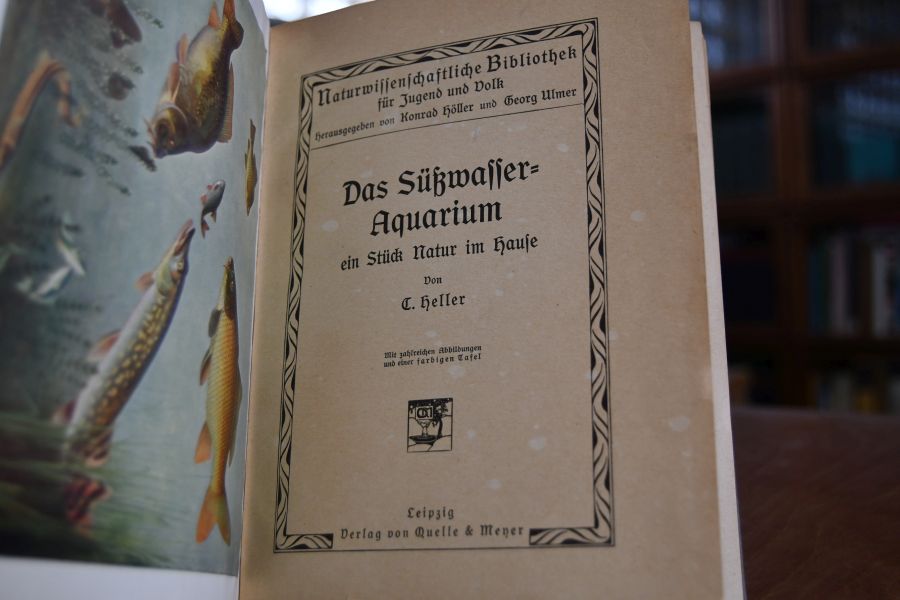 Naturwiſſenſchaftliche Bibliothek
für Jugend und Volk
Herausgegeben von Konrad Höller und Georg Ulmer
Das Süßwaſſer=
Aquarium
ein Stück Natur im Hauſe
Von
C. Heller
Mit zahlreichen Abbildungen
und einer farbigen Tafel
Leipzig
Verlag von Quelle & Meyer